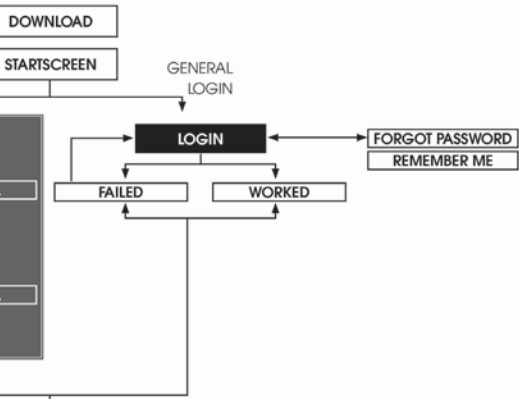 DOWNLOAD
STARTSCREEN
GENERAL
LOGIN
LOGIN
FORGOT PASSWORD
REMEMBER ME
FAILED
WORKED